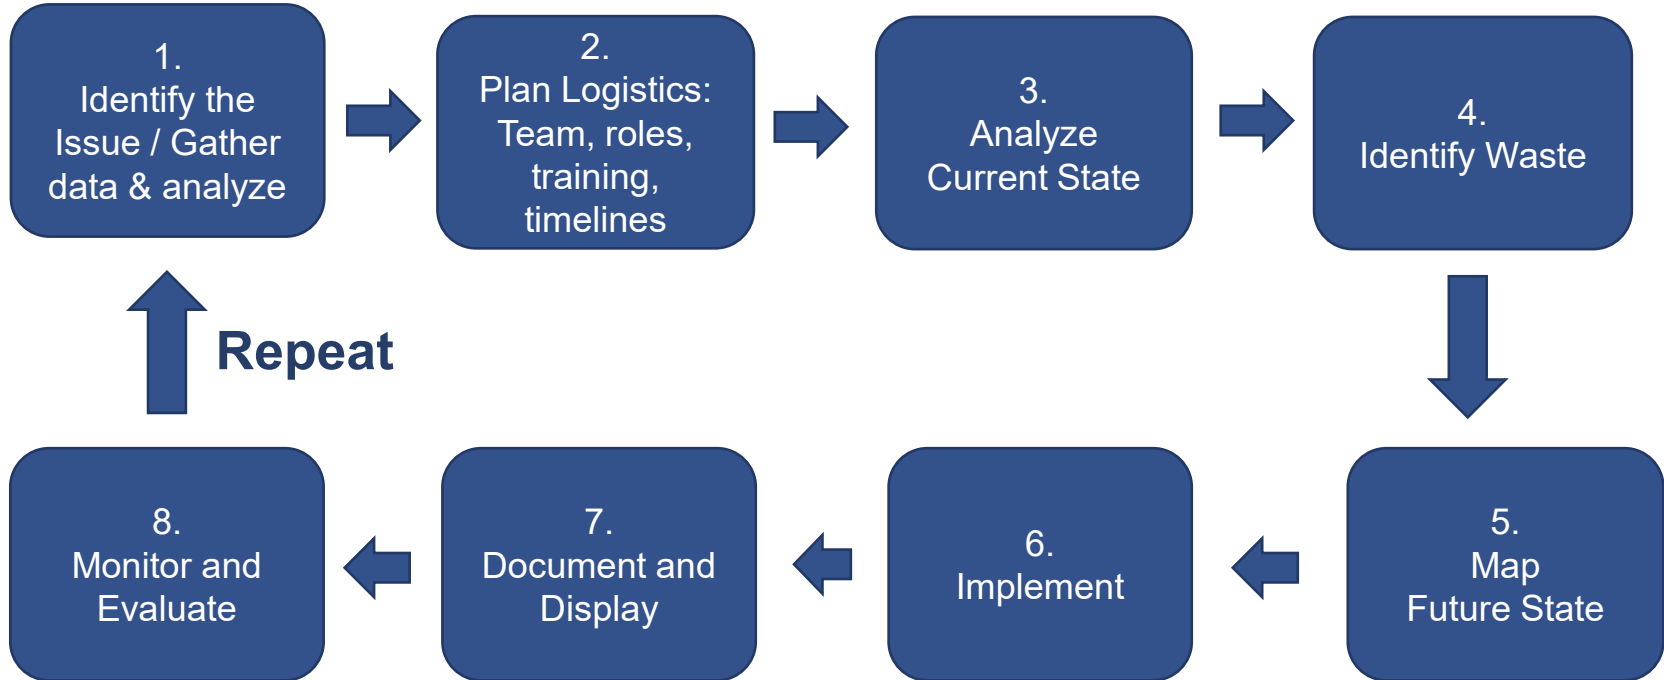 1.
Identify the
Issue / Gather
data & analyze
2.
Plan Logistics:
Team, roles,
training,
timelines
3.
Analyze
Current State
4.
Identify Waste
Repeat
5.
Map
Future State
6.
Implement
7.
Document and
Display
8.
Monitor and
Evaluate